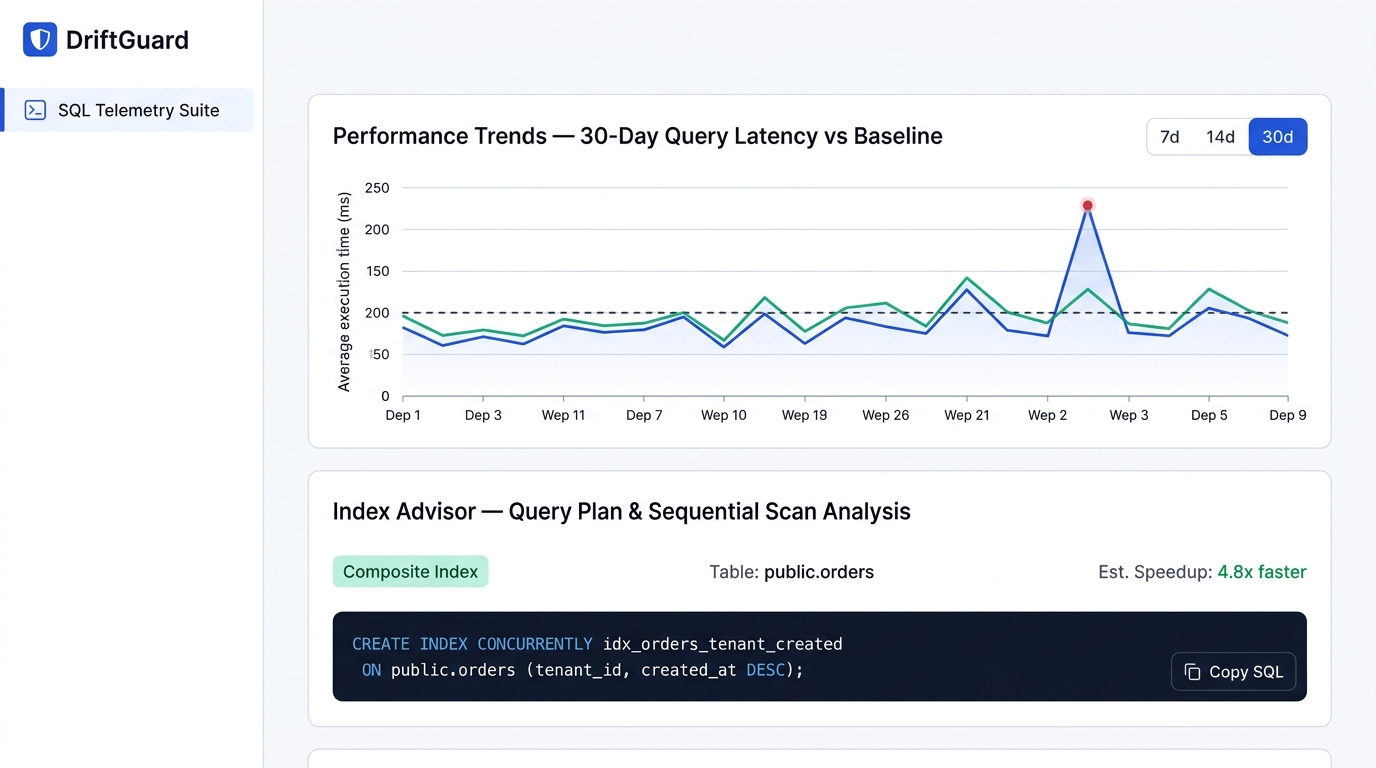 DriftGuard
SQL Telemetry Suite
Performance Trends — 30-Day Query Latency vs Baseline
7d 14d 30d
Average execution time (ms)
250
200
150
200
150
0
Dep 1 Dep 3 Wep 11 Dep 7 Wep 10 Wep 19 Wep 26 Wep 21 Wep 2 Wep 3 Dep 5 Dep 9
Index Advisor — Query Plan & Sequential Scan Analysis
Composite Index
Table: public.orders
Est. Speedup: 4.8x faster
CREATE INDEX CONCURRENTLY idx_orders_tenant_created
ON public.orders (tenant_id, created_at DESC);
Copy SQL